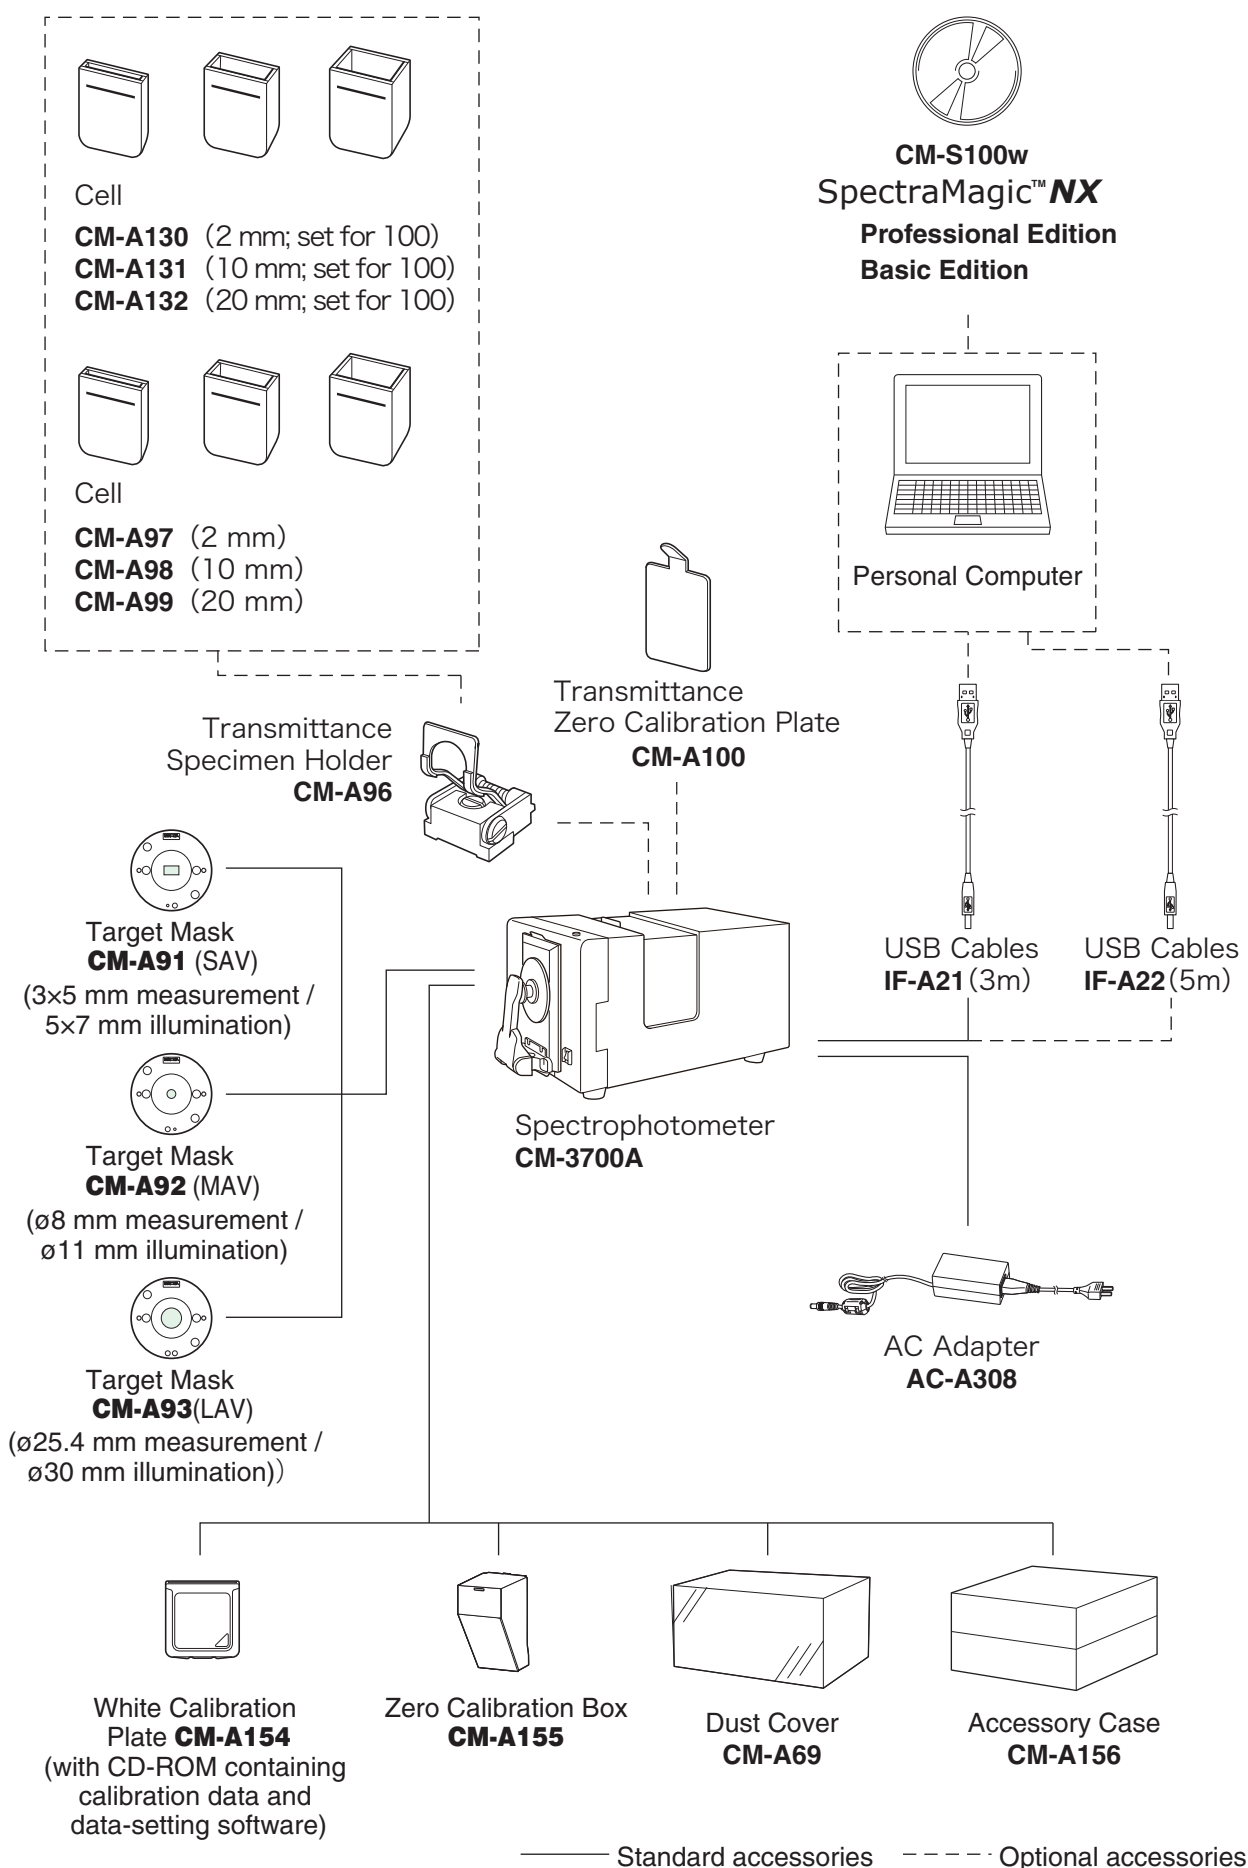 Cell
CM-A130 (2 mm; set for 100)
CM-A131 (10 mm; set for 100)
CM-A132 (20 mm; set for 100)
Cell
CM-A97 (2 mm)
CM-A98 (10 mm)
CM-A99 (20 mm)
CM-S100w
SpectraMagic™ NX
Professional Edition
Basic Edition
Personal Computer
Transmittance
Zero Calibration Plate
CM-A100
Transmittance
Specimen Holder
CM-A96
Target Mask
CM-A91 (SAV)
(3×5 mm measurement /
5×7 mm illumination)
Target Mask
CM-A92 (MAV)
(ø8 mm measurement /
ø11 mm illumination)
Target Mask
CM-A93(LAV)
(ø25.4 mm measurement /
ø30 mm illumination))
USB Cables
IF-A21 (3m)
USB Cables
IF-A22 (5m)
Spectrophotometer
CM-3700A
AC Adapter
AC-A308
White Calibration
Plate CM-A154
(with CD-ROM containing
calibration data and
data-setting software)
Zero Calibration Box
CM-A155
Dust Cover
CM-A69
Accessory Case
CM-A156
Standard accessories
Optional accessories